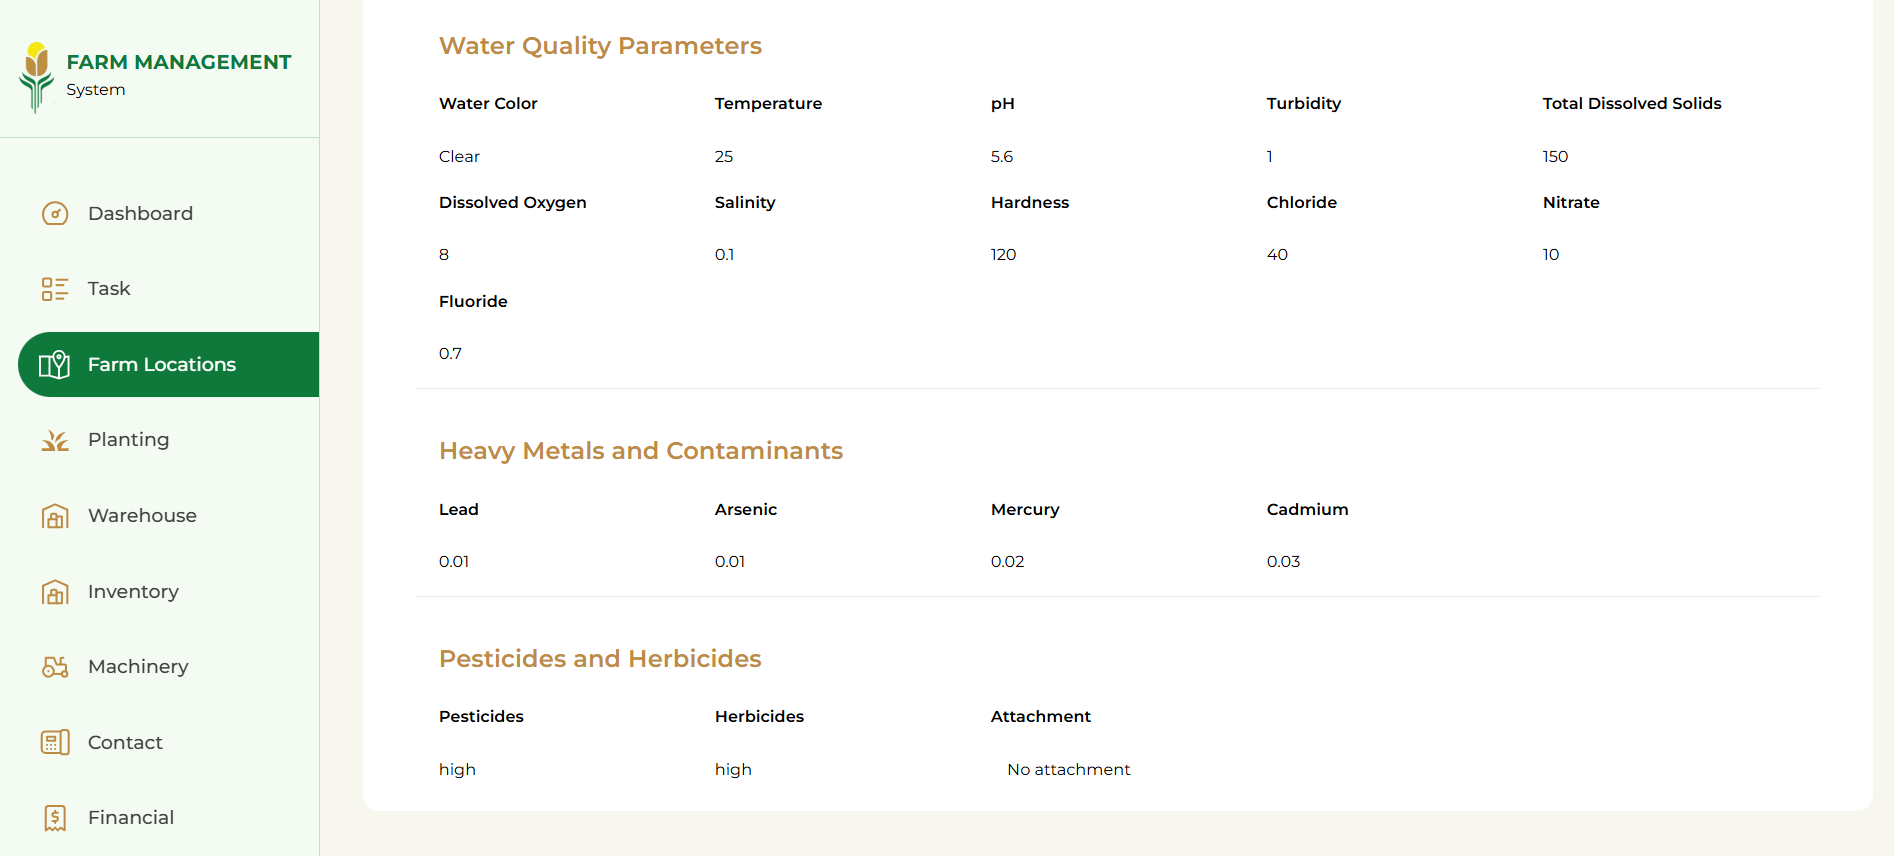 FARM MANAGEMENT
System
Dashboard
Task
Farm Locations
Planting
Warehouse
Inventory
Machinery
Contact
Financial
Water Quality Parameters
Water Color Temperature pH Turbidity Total Dissolved Solids
Clear 25 5.6 1 150
Dissolved Oxygen Salinity Hardness Chloride Nitrate
8 0.1 120 40 10
Fluoride
0.7
Heavy Metals and Contaminants
Lead Arsenic Mercury Cadmium
0.01 0.01 0.02 0.03
Pesticides and Herbicides
Pesticides Herbicides Attachment
high high No attachment